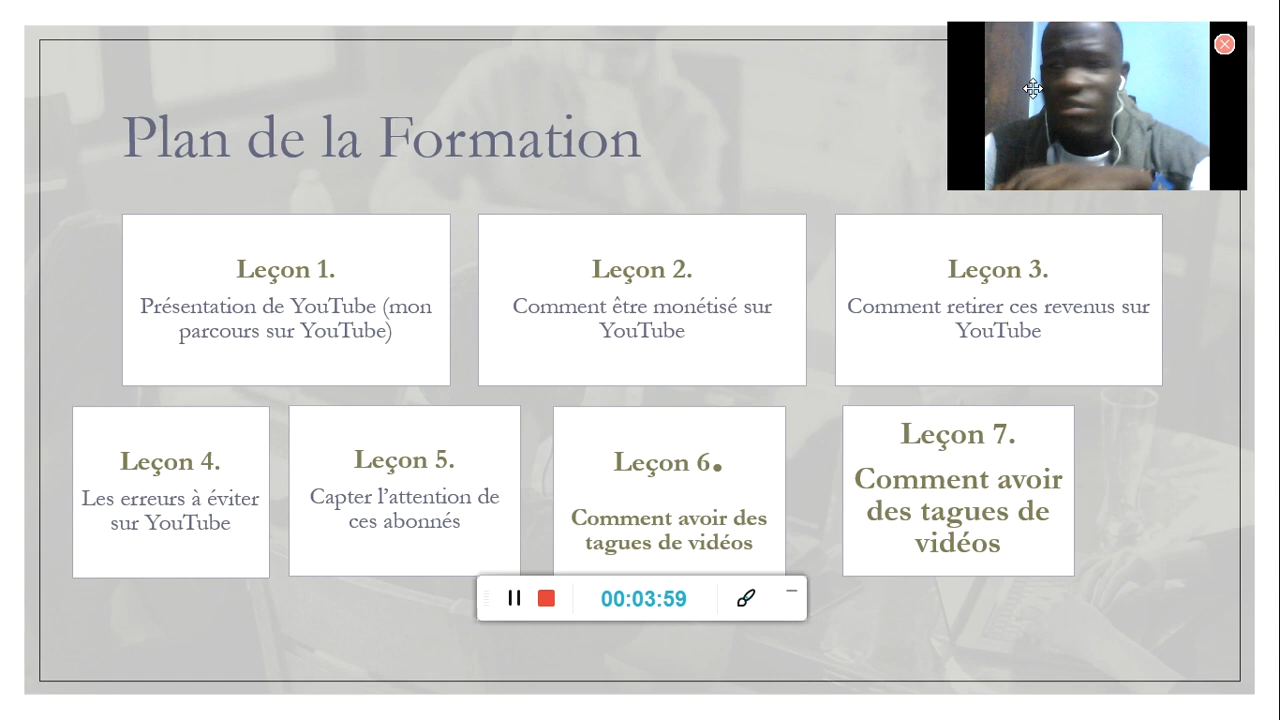 Plan de la Formation
Leçon 1.
Présentation de YouTube (mon
parcours sur YouTube)
Leçon 2.
Comment être monétisé sur
YouTube
Leçon 3.
Comment retirer ces revenus sur
YouTube
Leçon 4.
Les erreurs à éviter
sur YouTube
Leçon 5.
Capter l'attention de
ces abonnés
Leçon 6.
Comment avoir des
tagues de vidéos
Leçon 7.
Comment avoir
des tagues de
vidéos
00:03:59